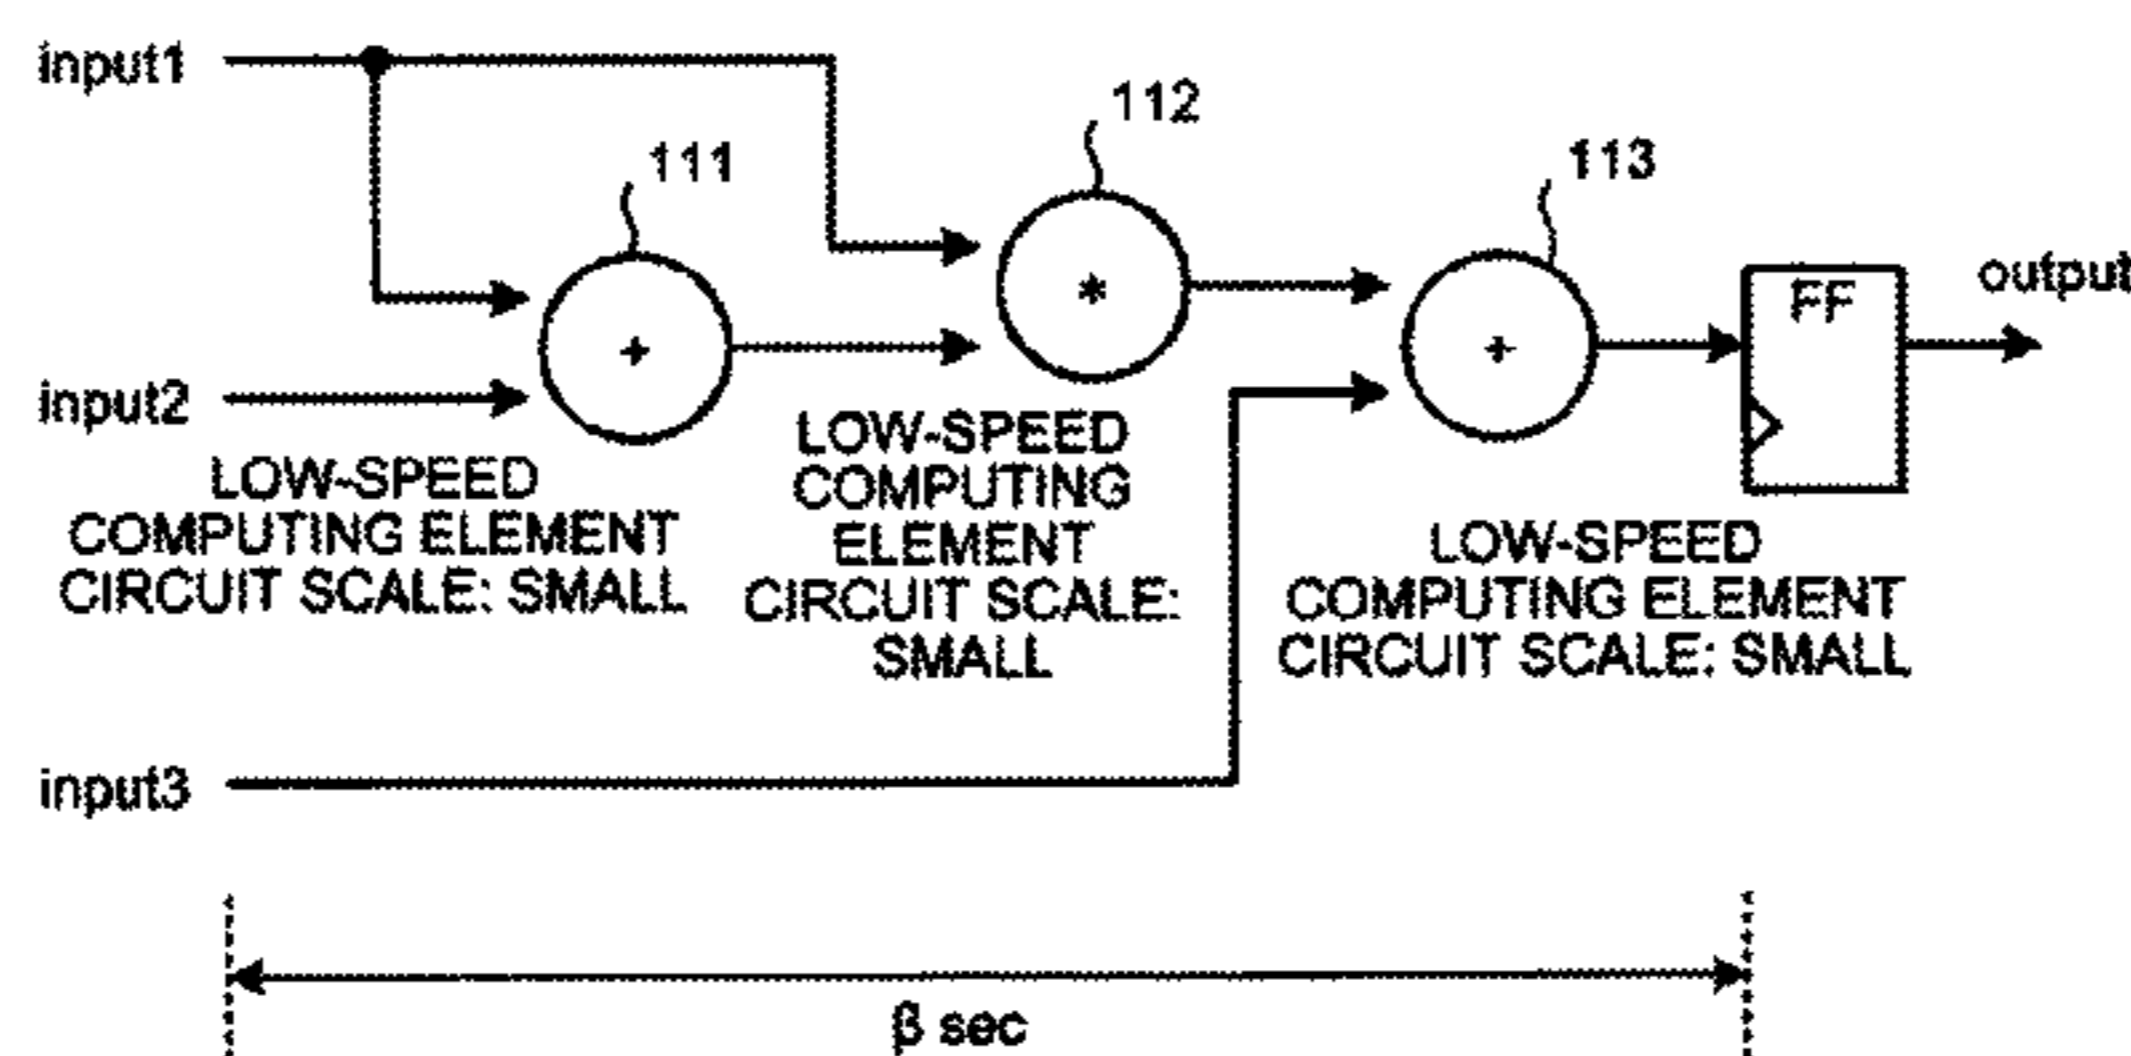 input1
112
111
113
+
*
+
FF
output
input2
LOW-SPEED
COMPUTING ELEMENT
CIRCUIT SCALE: SMALL
LOW-SPEED
COMPUTING
ELEMENT
CIRCUIT SCALE:
SMALL
LOW-SPEED
COMPUTING ELEMENT
CIRCUIT SCALE: SMALL
input3
β sec